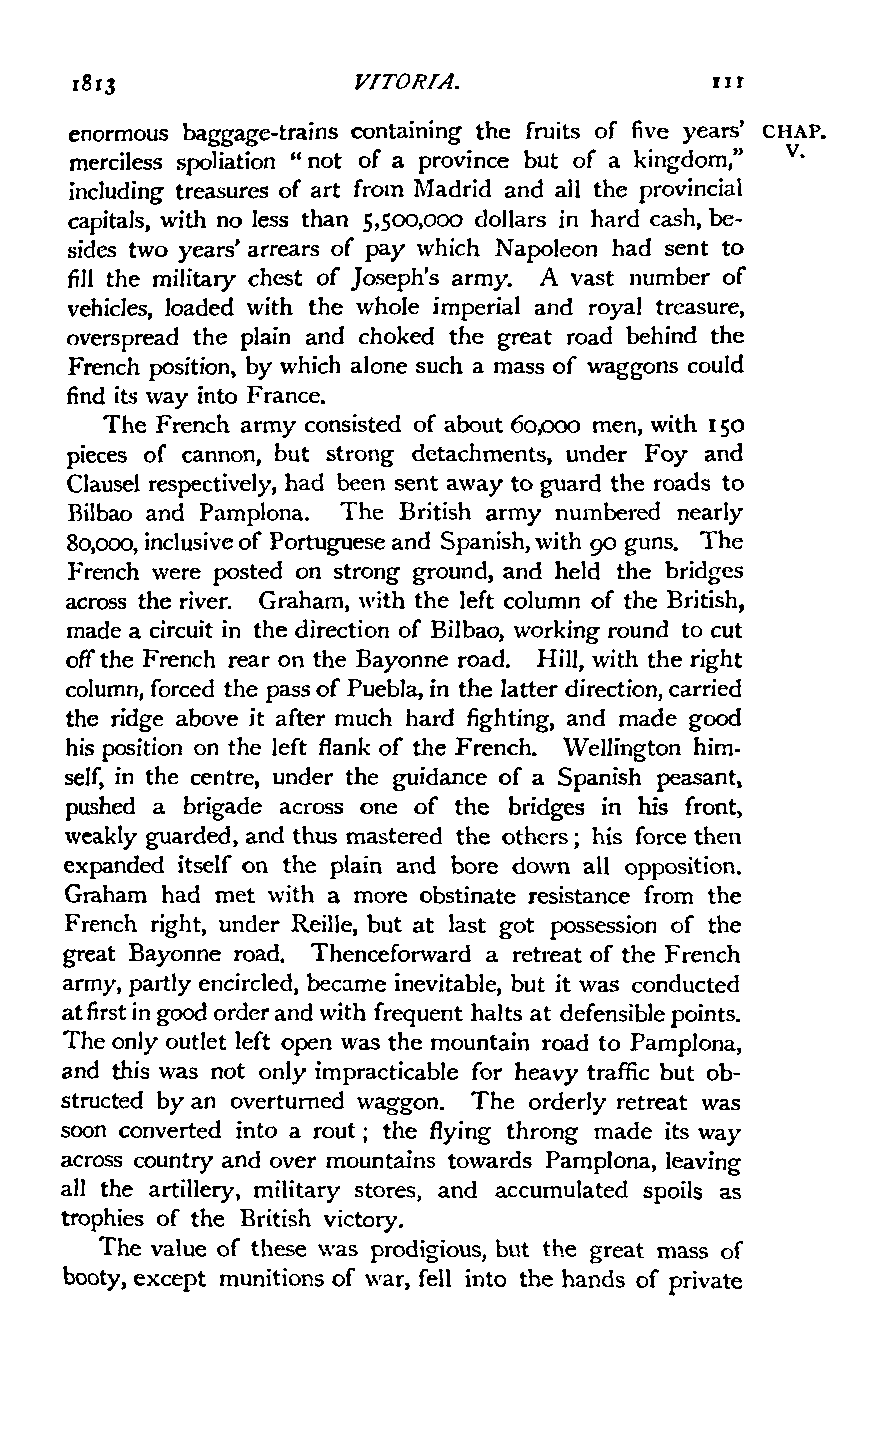 1813 VITORIA. 111
enormous baggage-trains containing the fruits of five years' CHAP.
merciless spoliation " not of a province but of a kingdom," V.
including treasures of art from Madrid and all the provincial
capitals, with no less than 5,500,000 dollars in hard cash, be-
sides two years' arrears of pay which Napoleon had sent to
fill the military chest of Joseph's army. A vast number of
vehicles, loaded with the whole imperial and royal treasure,
overspread the plain and choked the great road behind the
French position, by which alone such a mass of waggons could
find its way into France.
The French army consisted of about 60,000 men, with 150
pieces of cannon, but strong detachments, under Foy and
Clausel respectively, had been sent away to guard the roads to
Bilbao and Pamplona. The British army numbered nearly
80,000, inclusive of Portuguese and Spanish, with 90 guns. The
French were posted on strong ground, and held the bridges
across the river. Graham, with the left column of the British,
made a circuit in the direction of Bilbao, working round to cut
off the French rear on the Bayonne road. Hill, with the right
column, forced the pass of Puebla, in the latter direction, carried
the ridge above it after much hard fighting, and made good
his position on the left flank of the French. Wellington him-
self, in the centre, under the guidance of a Spanish peasant,
pushed a brigade across one of the bridges in his front,
weakly guarded, and thus mastered the others ; his force then
expanded itself on the plain and bore down all opposition.
Graham had met with a more obstinate resistance from the
French right, under Reille, but at last got possession of the
great Bayonne road. Thenceforward a retreat of the French
army, partly encircled, became inevitable, but it was conducted
at first in good order and with frequent halts at defensible points.
The only outlet left open was the mountain road to Pamplona,
and this was not only impracticable for heavy traffic but ob-
structed by an overturned waggon. The orderly retreat was
soon converted into a rout ; the flying throng made its way
across country and over mountains towards Pamplona, leaving
all the artillery, military stores, and accumulated spoils as
trophies of the British victory.
The value of these was prodigious, but the great mass of
booty, except munitions of war, fell into the hands of private